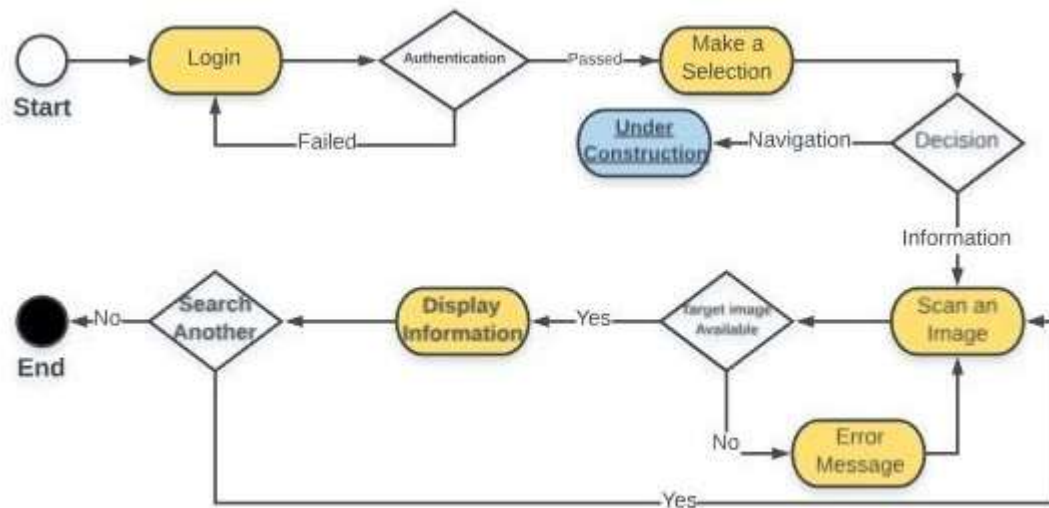 Start
Login
Authentication
Passed
Make a
Selection
Failed
Under
Construction
Navigation
Decision
Information
End
No
Search
Another
Display
Information
Yes
Target image
Available
Scan an
Image
No
Error
Message
Yes